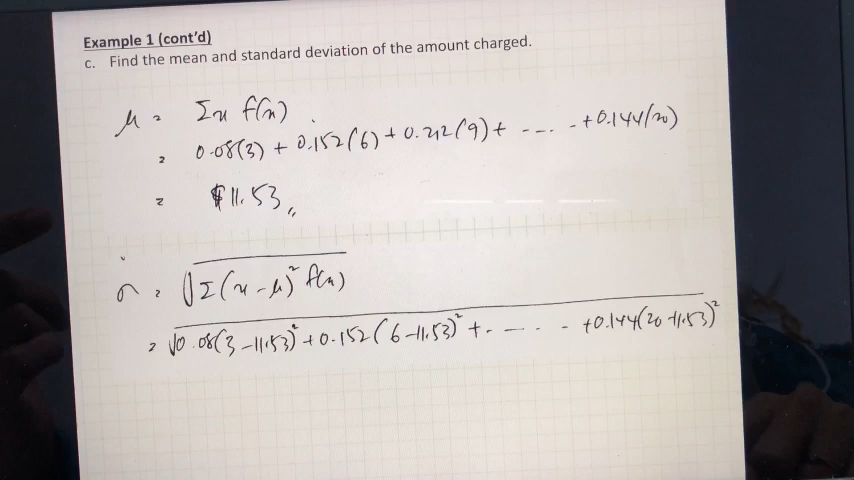 Example 1 (cont'd)
c. Find the mean and standard deviation of the amount charged.
μ = Σx f(x)
= 0.08(3) + 0.152(6) + 0.212(9) + ---- - +0.144(20)
= $11.53
σ = √Σ(x-μ)² f(x)
= √0.08(3-11.53)² + 0.152(6-11.53)² + - --- - +0.144(20-11.53)²